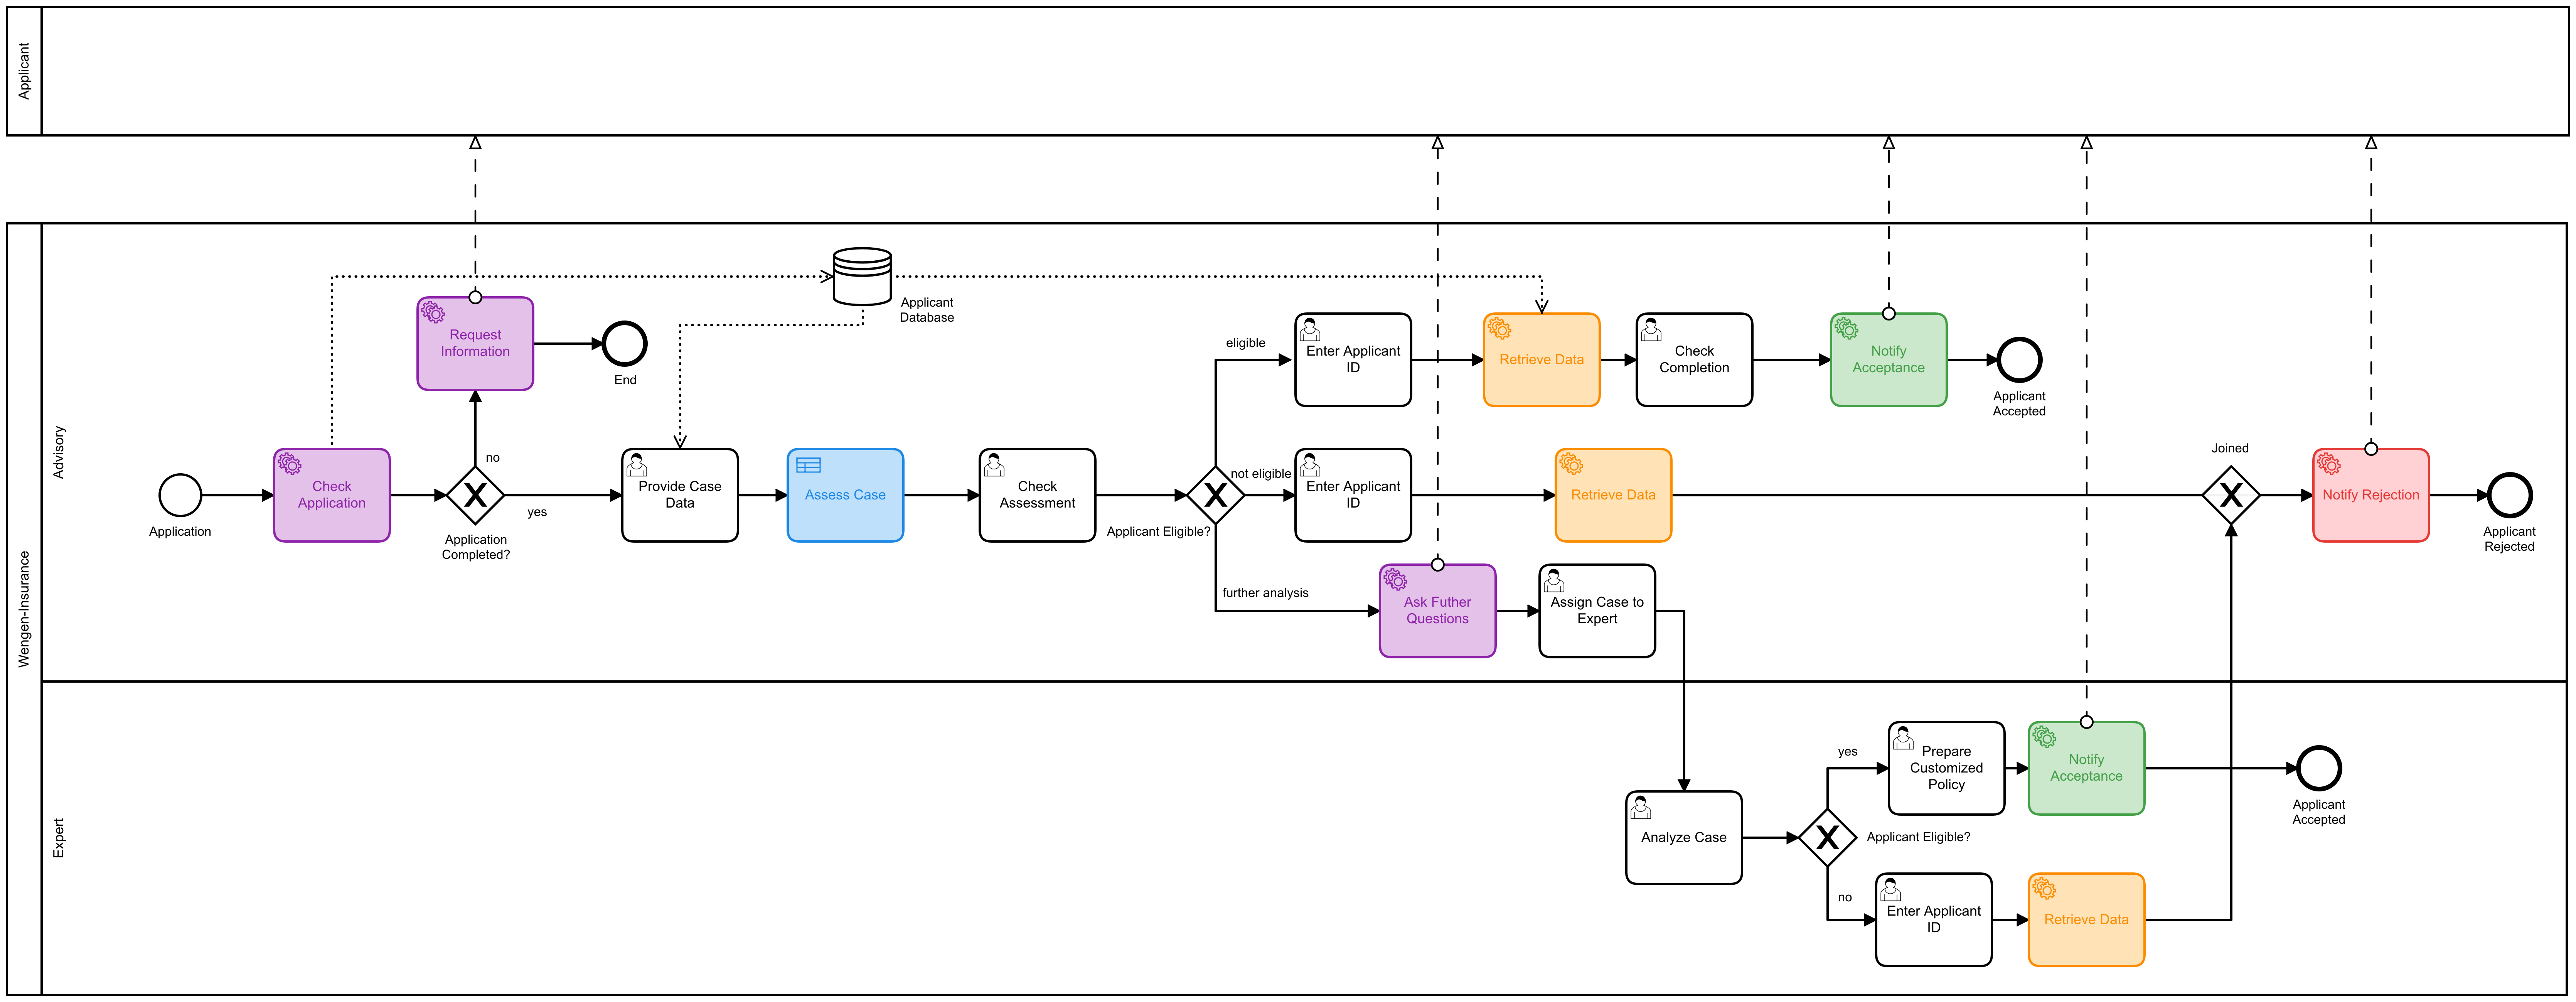 Applicant
Wengen-Insurance
Advisory
Expert
Application
Check
Application
Application
Completed?
no
yes
Request
Information
End
Applicant
Database
Provide Case
Data
Assess Case
Check
Assessment
Applicant Eligible?
eligible
not eligible
further analysis
Enter Applicant
ID
Retrieve Data
Check
Completion
Notify
Acceptance
Applicant
Accepted
Enter Applicant
ID
Retrieve Data
Joined
Notify Rejection
Applicant
Rejected
Ask Futher
Questions
Assign Case to
Expert
Analyze Case
Applicant Eligible?
yes
no
Prepare
Customized
Policy
Notify
Acceptance
Applicant
Accepted
Enter Applicant
ID
Retrieve Data